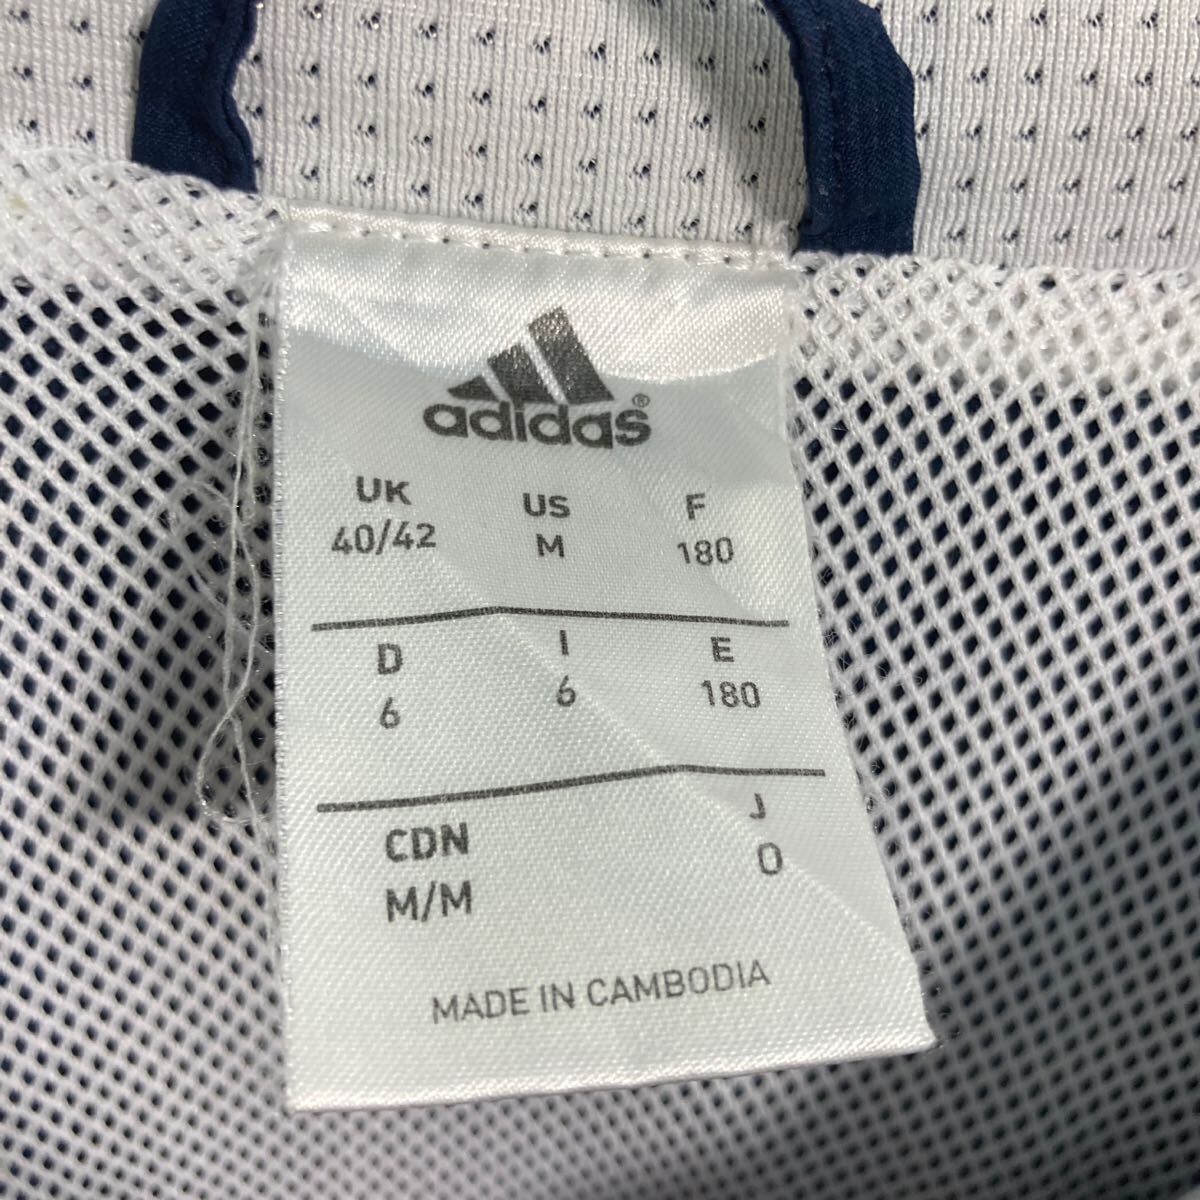 adidas®
UK US F
40/42 M 180
D I E
6 6 180
CDN J
M/M O
MADE IN CAMBODIA